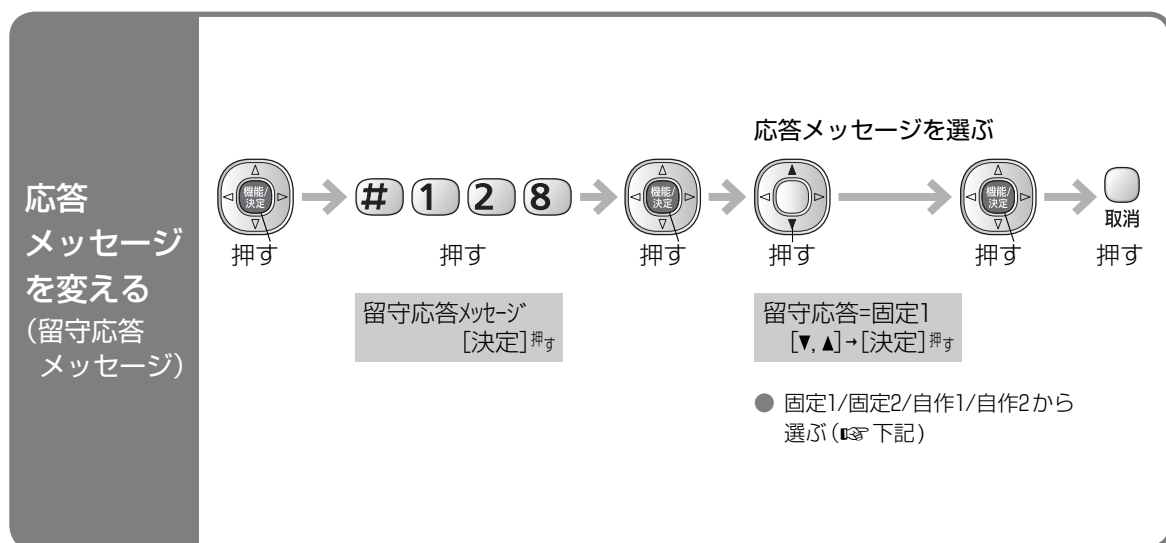 応答
メッセージ
を変える
(留守応答
メッセージ)
応答メッセージを選ぶ
機能/
決定
# 1 2 8
機能/
決定
機能/
決定
取消
押す
押す
押す
押す
押す
押す
留守応答ﾒｯｾｰｼﾞ
[決定]押す
留守応答=固定1
[▼,▲]→[決定]押す
● 固定1/固定2/自作1/自作2から
選ぶ(☞下記)